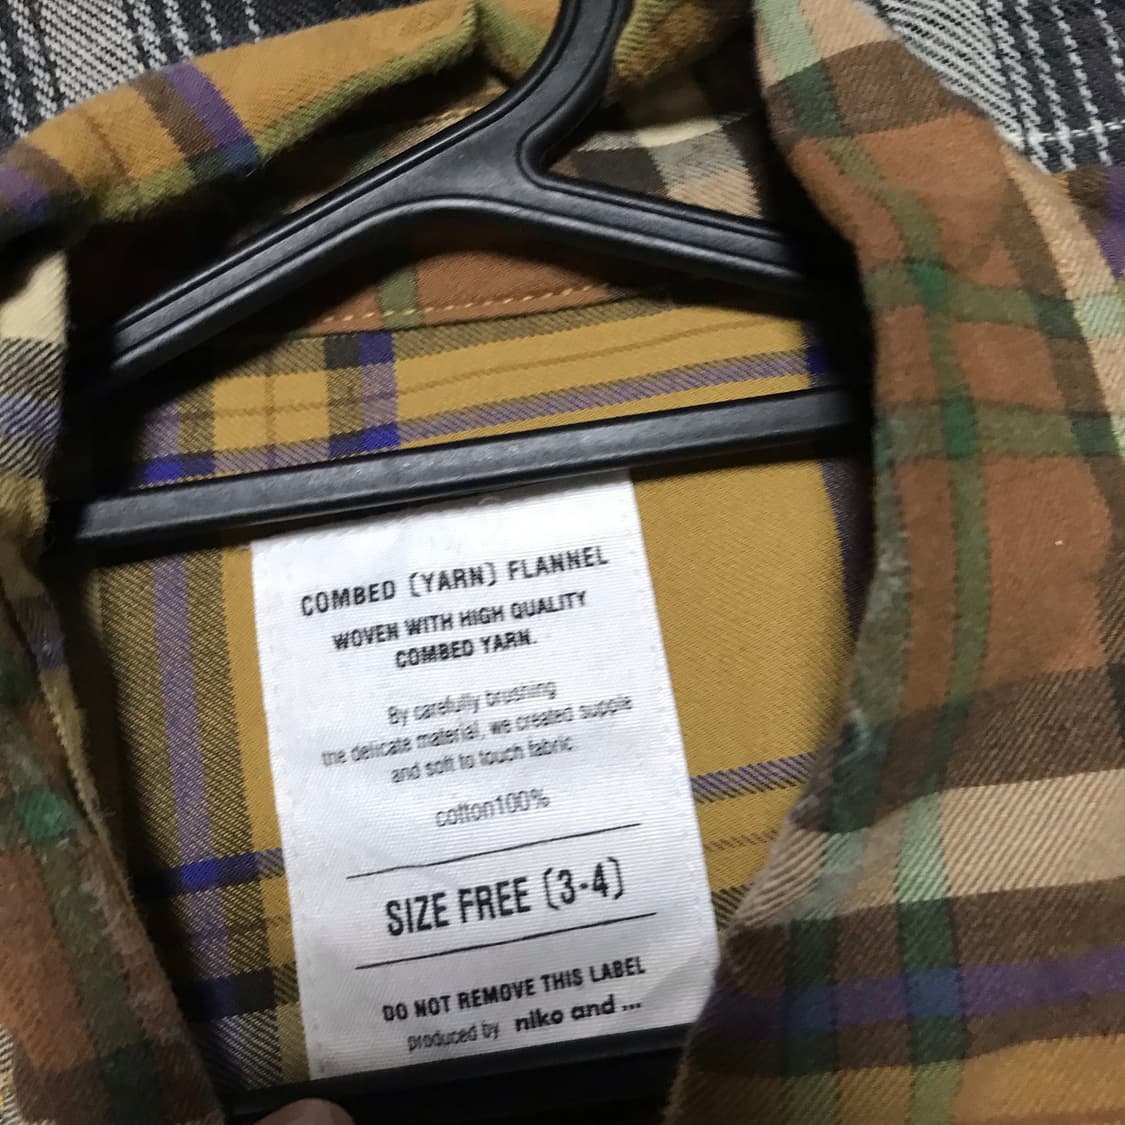 COMBED (YARN) FLANNEL
WOVEN WITH HIGH QUALITY
COMBED YARN.
By carefully brushing
the delicate material, we created supple
and soft to touch fabric
cotton100%
SIZE FREE (3-4)
DO NOT REMOVE THIS LABEL
produced by niko and ...